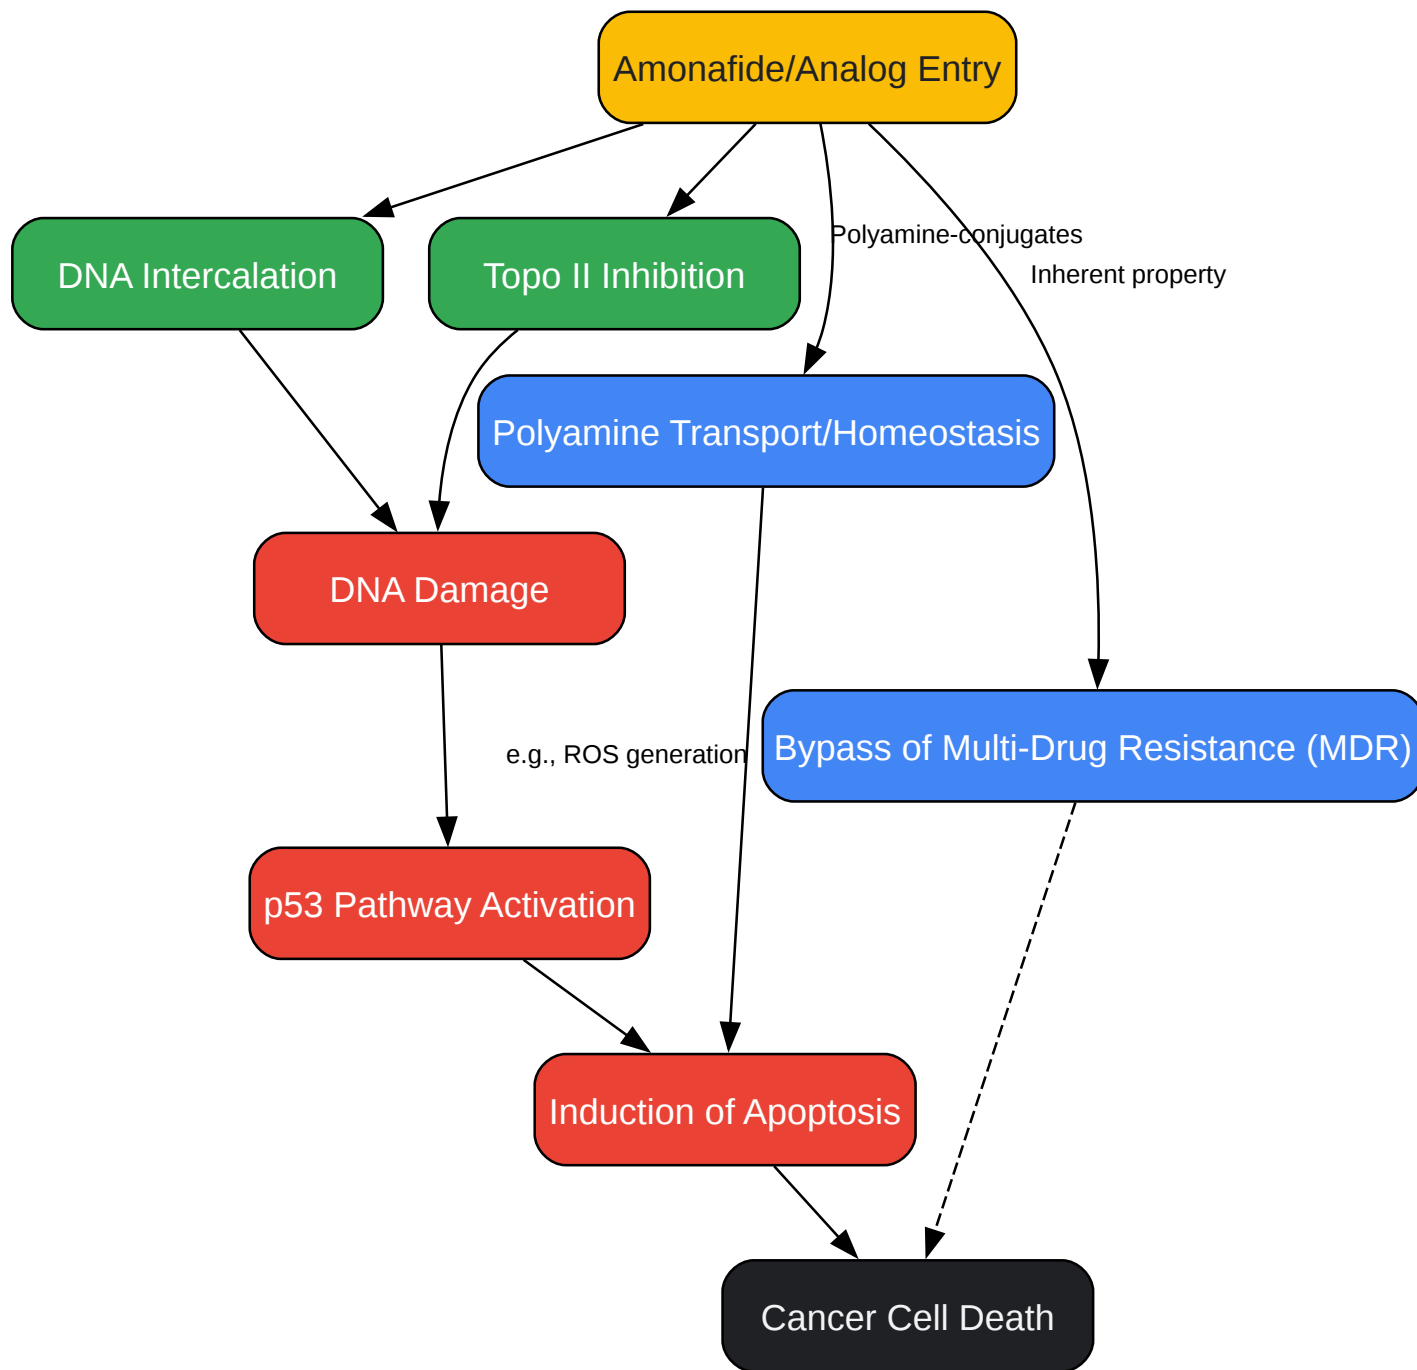 Amonafide/Analog Entry
Polyamine-conjugates
Inherent property
DNA Intercalation
Topo II Inhibition
Polyamine Transport/Homeostasis
DNA Damage
e.g., ROS generation
Bypass of Multi-Drug Resistance (MDR)
p53 Pathway Activation
Induction of Apoptosis
Cancer Cell Death